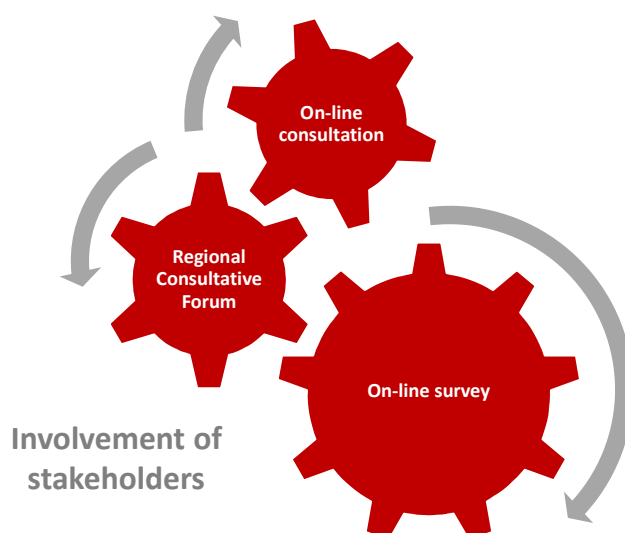 On-line
consultation
Regional
Consultative
Forum
On-line survey
Involvement of
stakeholders